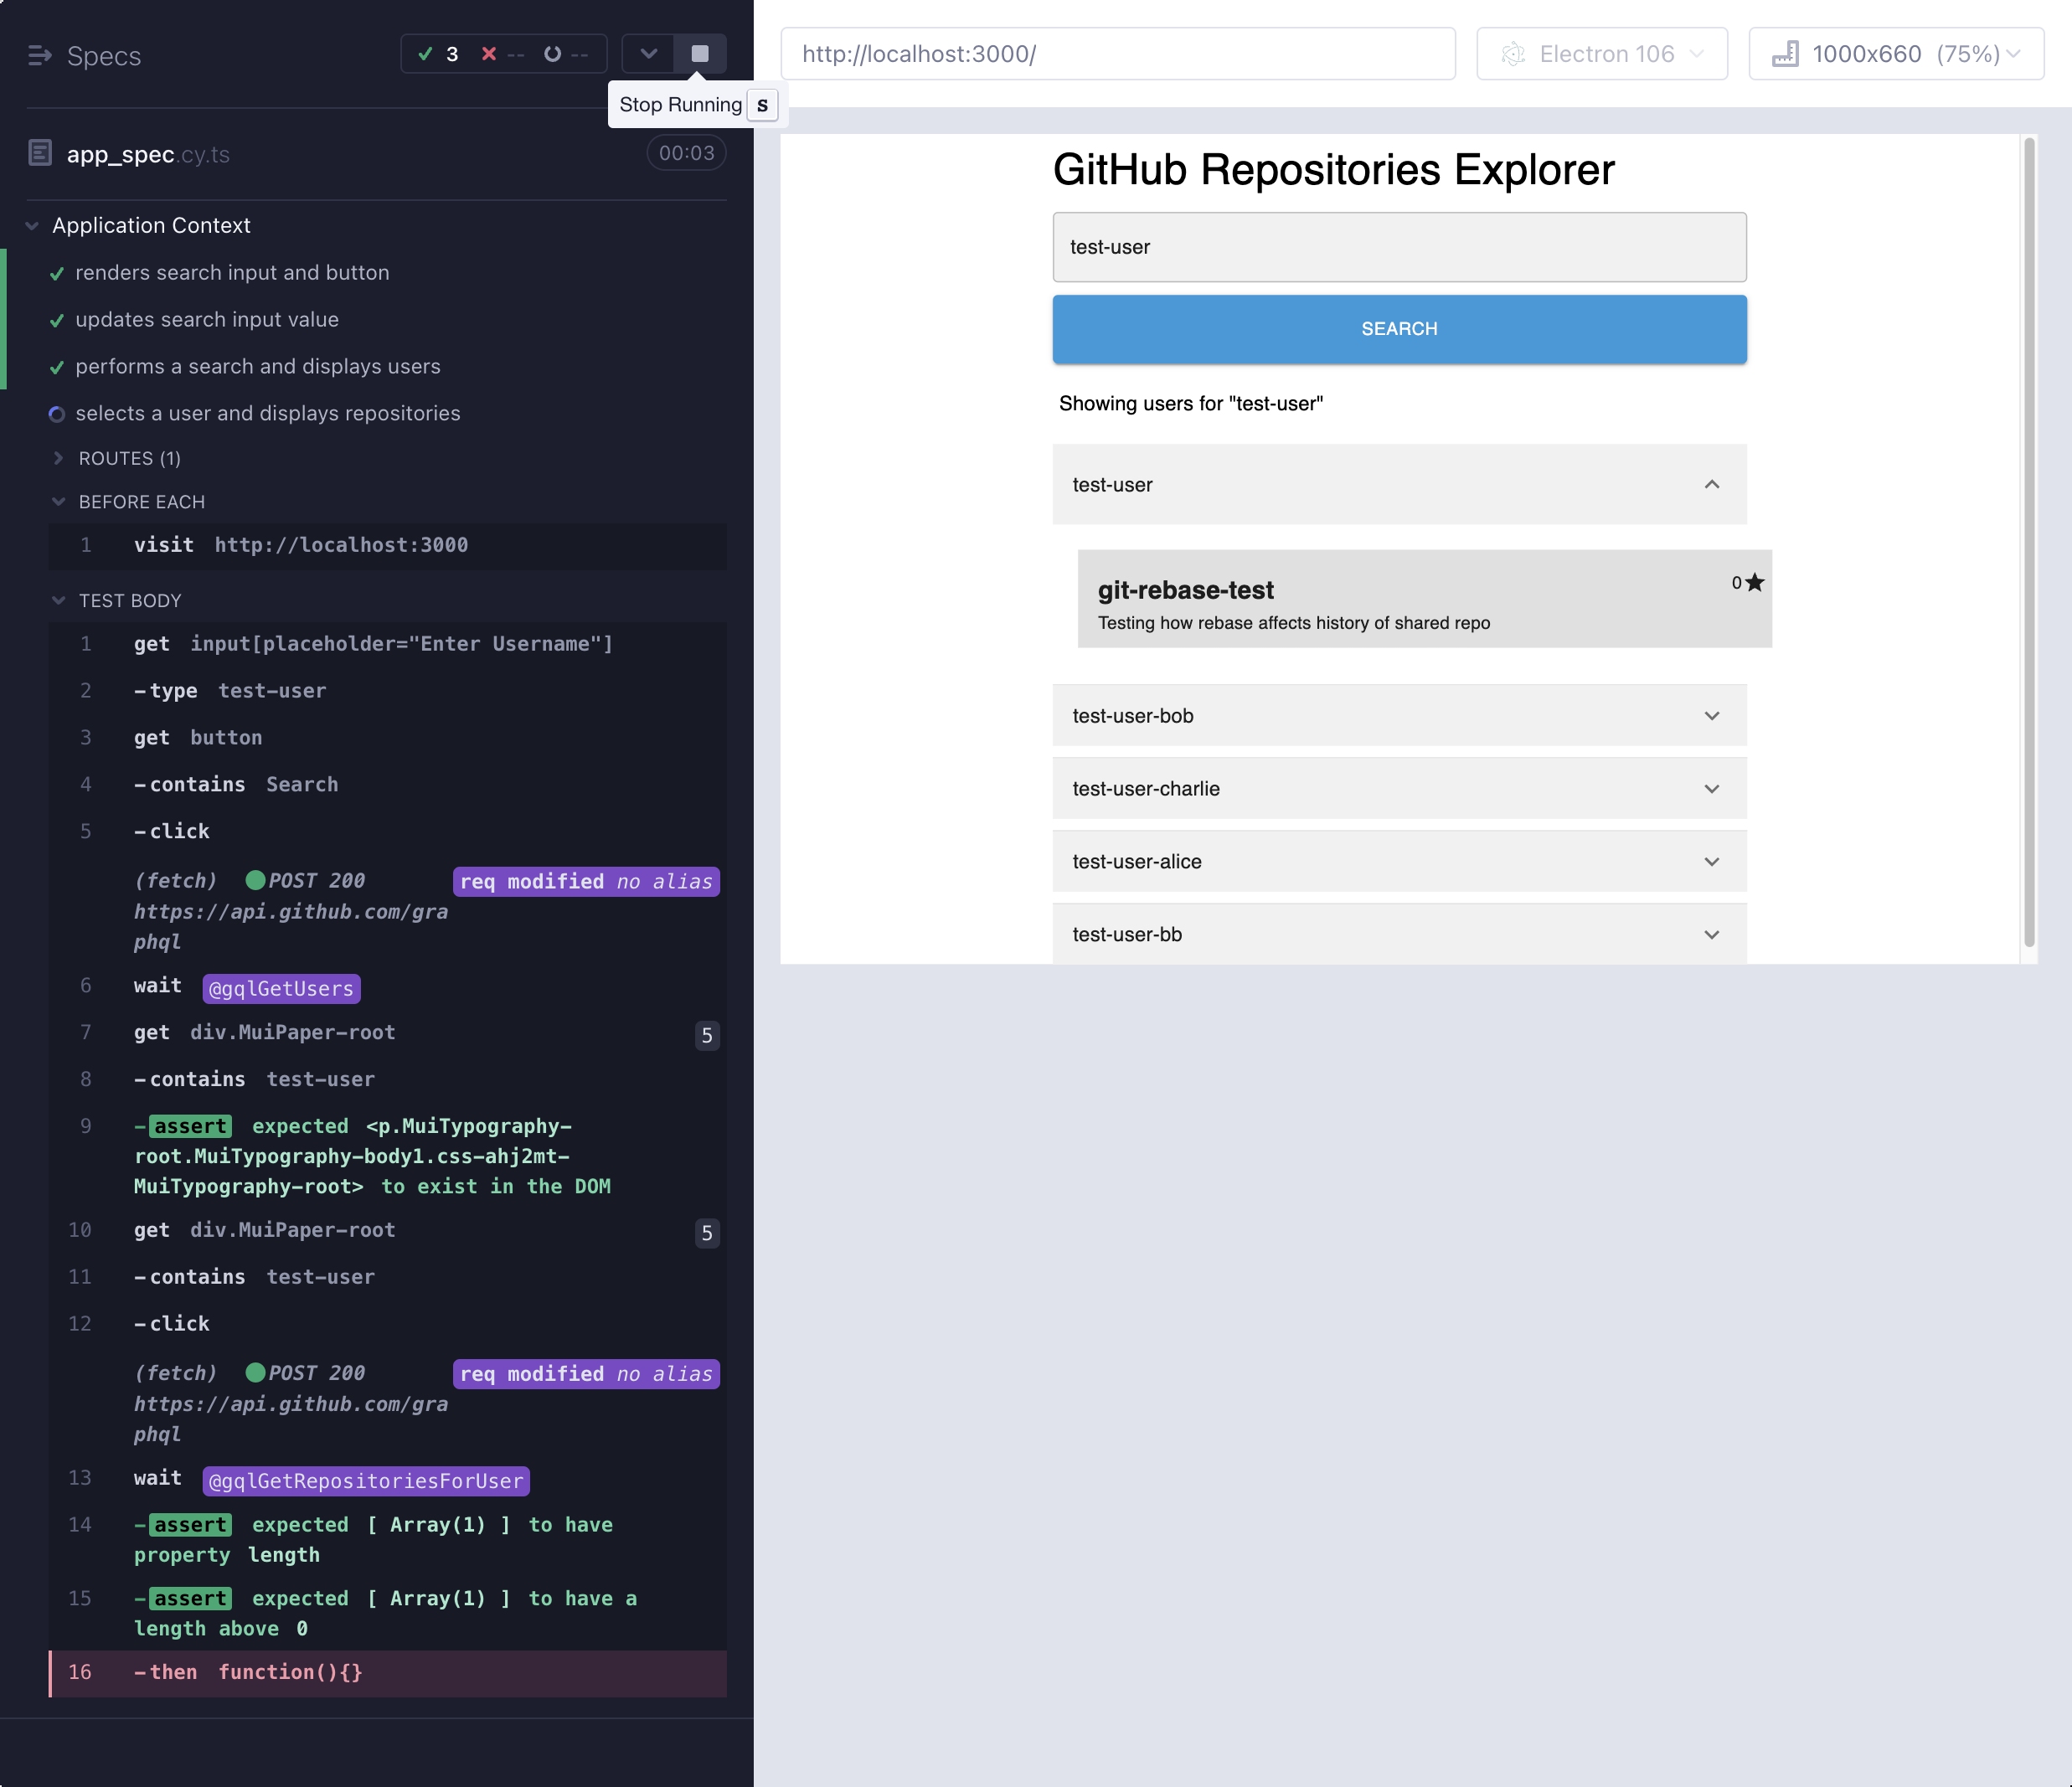 Specs
3 -- --
Stop Running S
app_spec.cy.ts
00:03
Application Context
renders search input and button
updates search input value
performs a search and displays users
selects a user and displays repositories
ROUTES (1)
BEFORE EACH
1 visit http://localhost:3000
TEST BODY
1 get input[placeholder="Enter Username"]
2 -type test-user
3 get button
4 -contains Search
5 -click
(fetch) POST 200 req modified no alias
https://api.github.com/gra
phql
6 wait @gqlGetUsers
7 get div.MuiPaper-root 5
8 -contains test-user
9 -assert expected <p.MuiTypography-
root.MuiTypography-body1.css-ahj2mt-
MuiTypography-root> to exist in the DOM
10 get div.MuiPaper-root 5
11 -contains test-user
12 -click
(fetch) POST 200 req modified no alias
https://api.github.com/gra
phql
13 wait @gqlGetRepositoriesForUser
14 -assert expected [ Array(1) ] to have
property length
15 -assert expected [ Array(1) ] to have a
length above 0
16 -then function(){}
http://localhost:3000/
Electron 106
1000x660 (75%)
GitHub Repositories Explorer
test-user
SEARCH
Showing users for "test-user"
test-user
git-rebase-test
0
Testing how rebase affects history of shared repo
test-user-bob
test-user-charlie
test-user-alice
test-user-bb